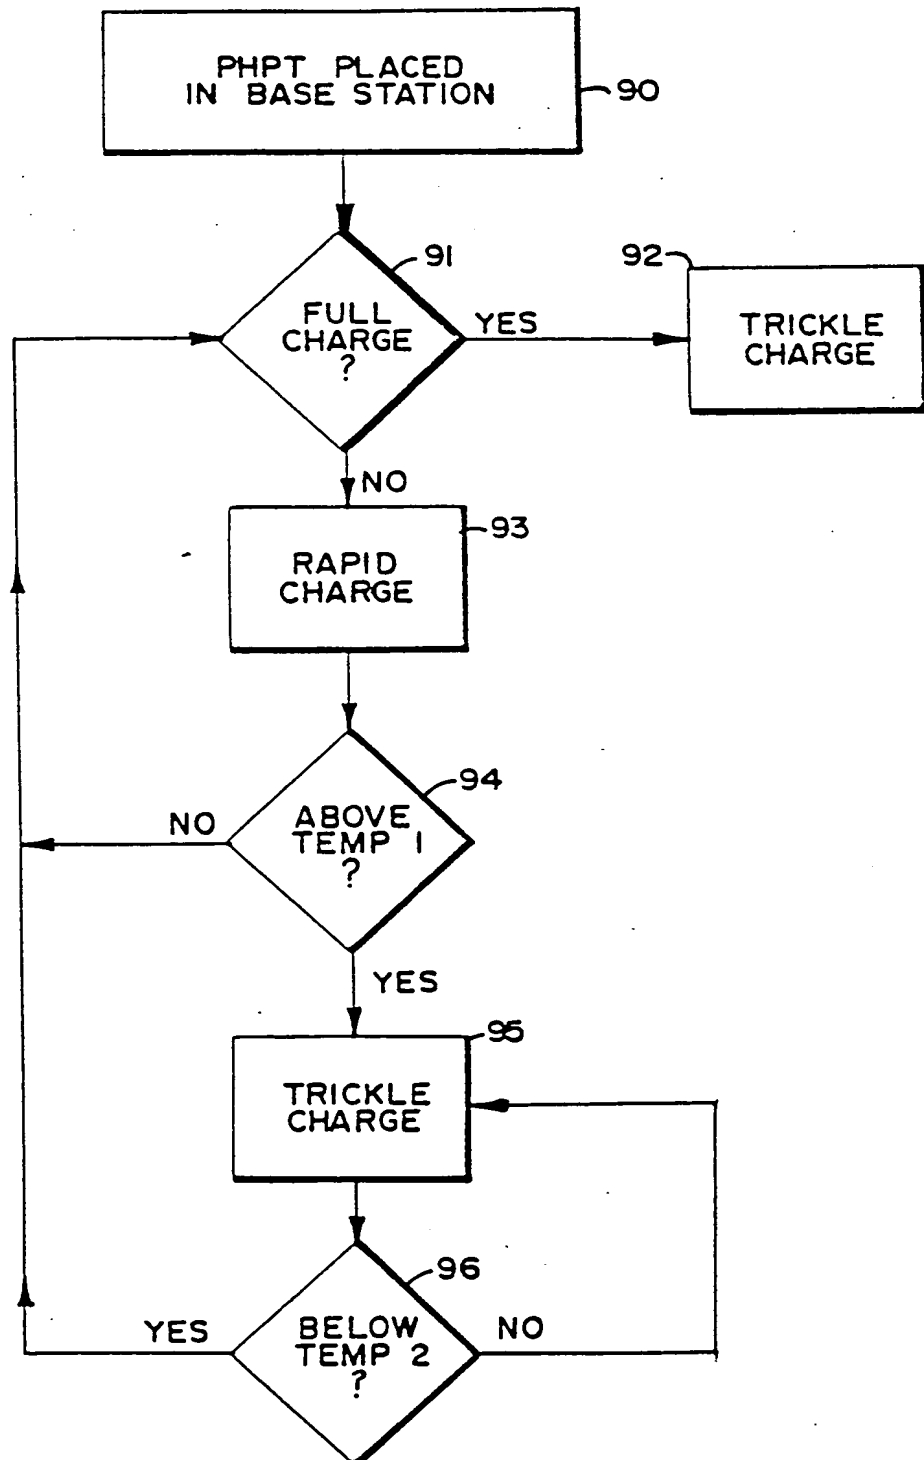 PHPT PLACED
IN BASE STATION
90
91
FULL
CHARGE
?
YES
92
TRICKLE
CHARGE
NO
93
RAPID
CHARGE
94
ABOVE
TEMP 1
?
NO
YES
95
TRICKLE
CHARGE
96
BELOW
TEMP 2
?
YES
NO